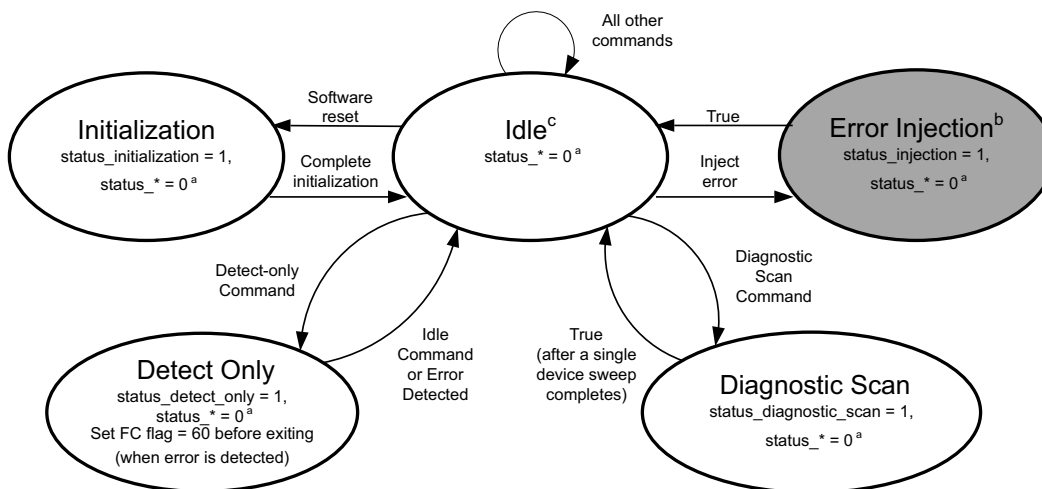 All other
commands
Initialization
status_initialization = 1,
status_* = 0 a
Software
reset
Complete
initialization
Idle c
status_* = 0 a
True
Inject
error
Error Injection b
status_injection = 1,
status_* = 0 a
Detect-only
Command
Idle
Command
or Error
Detected
True
(after a single
device sweep
completes)
Diagnostic
Scan
Command
Detect Only
status_detect_only = 1,
status_* = 0 a
Set FC flag = 60 before exiting
(when error is detected)
Diagnostic Scan
status_diagnostic_scan = 1,
status_* = 0 a